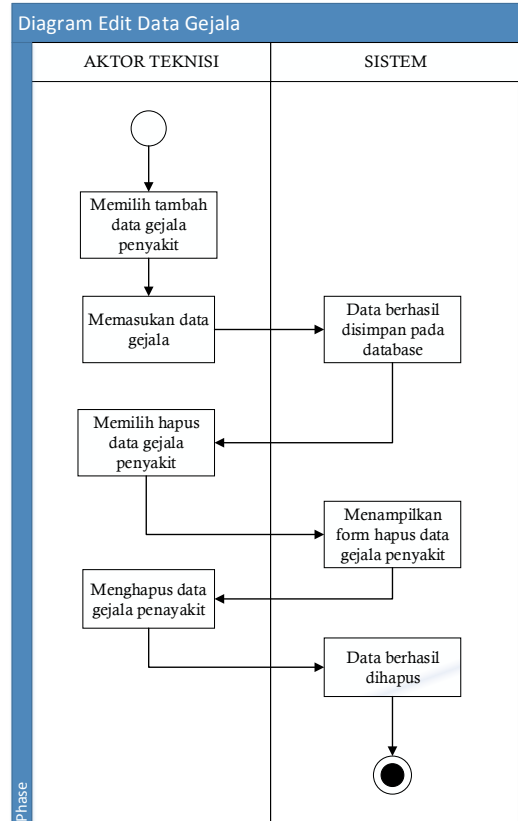 Diagram Edit Data Gejala
AKTOR TEKNISI
SISTEM
Memilih tambah
data gejala
penyakit
Memasukan data
gejala
Data berhasil
disimpan pada
database
Memilih hapus
data gejala
penyakit
Menampilkan
form hapus data
gejala penyakit
Menghapus data
gejala penayakit
Data berhasil
dihapus
Phase